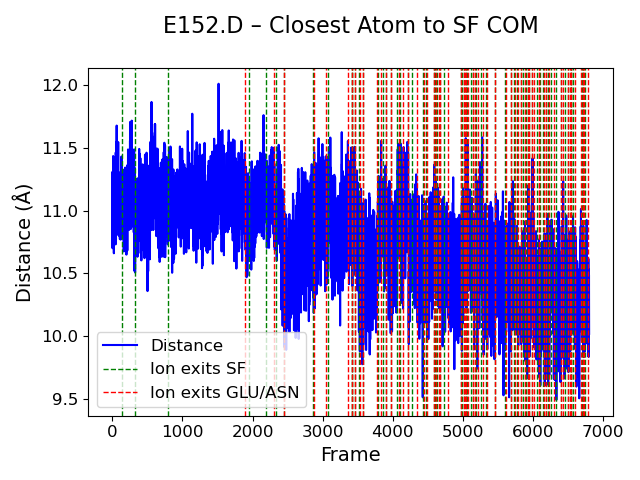 E152.D – Closest Atom to SF COM
12.0
11.5
11.0
10.5
10.0
9.5
Distance (Å)
Distance
Ion exits SF
Ion exits GLU/ASN
0 1000 2000 3000 4000 5000 6000 7000
Frame